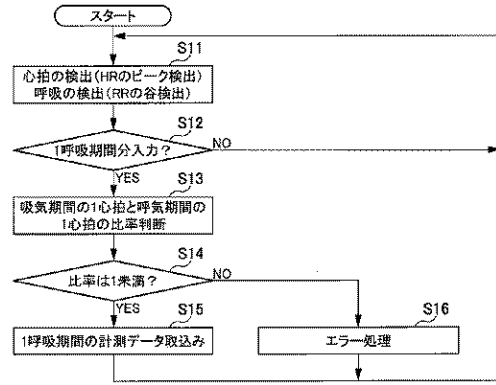 スタート
S11
心拍の検出(HRのピーク検出)
呼吸の検出(RRの谷検出)
S12
1呼吸期間分入力?
NO
YES
S13
吸気期間の1心拍と呼気期間の
1心拍の比率判断
S14
比率は1未満?
NO
YES
S15
1呼吸期間の計測データ取込み
S16
エラー処理